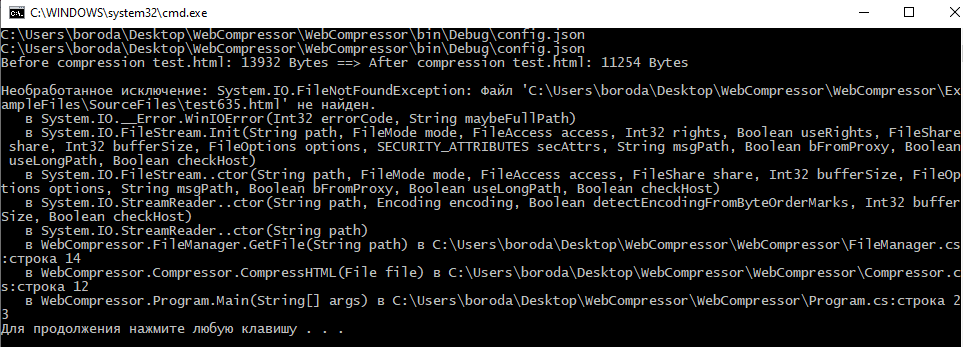 C:\WINDOWS\system32\cmd.exe
C:\Users\boroda\Desktop\WebCompressor\WebCompressor\bin\Debug\config.json
C:\Users\boroda\Desktop\WebCompressor\WebCompressor\bin\Debug\config.json
Before compression test.html: 13932 Bytes ==> After compression test.html: 11254 Bytes
Необработанное исключение: System.IO.FileNotFoundException: Файл 'C:\Users\boroda\Desktop\WebCompressor\WebCompressor\Ex
ampleFiles\SourceFiles\test635.html' не найден.
в System.IO.__Error.WinIOError(Int32 errorCode, String maybeFullPath)
в System.IO.FileStream.Init(String path, FileMode mode, FileAccess access, Int32 rights, Boolean useRights, FileShare
share, Int32 bufferSize, FileOptions options, SECURITY_ATTRIBUTES secAttrs, String msgPath, Boolean bFromProxy, Boolean
useLongPath, Boolean checkHost)
в System.IO.FileStream..ctor(String path, FileMode mode, FileAccess access, FileShare share, Int32 bufferSize, FileOp
tions options, String msgPath, Boolean bFromProxy, Boolean useLongPath, Boolean checkHost)
в System.IO.StreamReader..ctor(String path, Encoding encoding, Boolean detectEncodingFromByteOrderMarks, Int32 buffer
Size, Boolean checkHost)
в System.IO.StreamReader..ctor(String path)
в WebCompressor.FileManager.GetFile(String path) в C:\Users\boroda\Desktop\WebCompressor\WebCompressor\FileManager.cs
:строка 14
в WebCompressor.Compressor.CompressHTML(File file) в C:\Users\boroda\Desktop\WebCompressor\WebCompressor\Compressor.c
s:строка 12
в WebCompressor.Program.Main(String[] args) в C:\Users\boroda\Desktop\WebCompressor\WebCompressor\Program.cs:строка 2
3
Для продолжения нажмите любую клавишу . . .